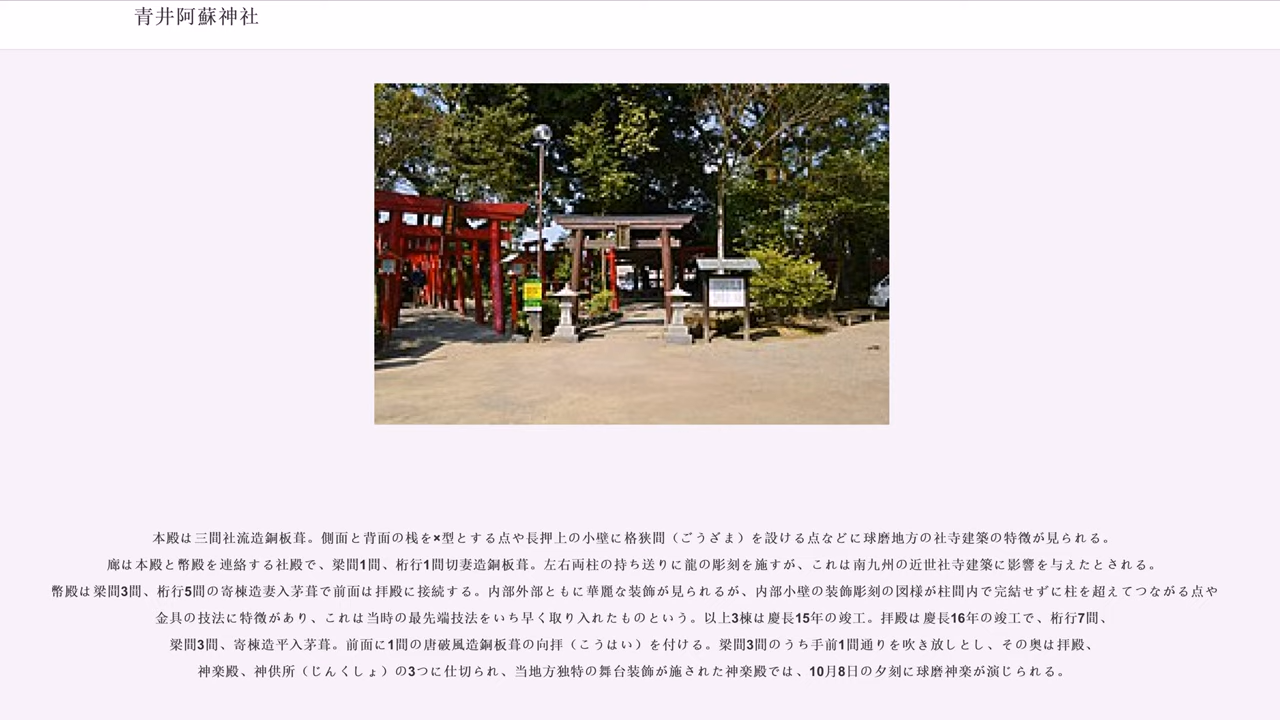 青井阿蘇神社
本殿は三間社流造銅板葺。側面と背面の桟を×型とする点や長押上の小壁に格狭間（ごうざま）を設ける点などに球磨地方の社寺建築の特徴が見られる。
廊は本殿と幣殿を連絡する社殿で、梁間1間、桁行1間切妻造銅板葺。左右両柱の持ち送りに龍の彫刻を施すが、これは南九州の近世社寺建築に影響を与えたとされる。
幣殿は梁間3間、桁行5間の寄棟造妻入茅葺で前面は拝殿に接続する。内部外部ともに華麗な装飾が見られるが、内部小壁の装飾彫刻の図様が柱間内で完結せずに柱を超えてつながる点や
金具の技法に特徴があり、これは当時の最先端技法をいち早く取り入れたものという。以上3棟は慶長15年の竣工。拝殿は慶長16年の竣工で、桁行7間、
梁間3間、寄棟造平入茅葺。前面に1間の唐破風造銅板葺の向拝（こうはい）を付ける。梁間3間のうち手前1間通りを吹き放しとし、その奥は拝殿、
神楽殿、神供所（じんくしょ）の3つに仕切られ、当地方独特の舞台装飾が施された神楽殿では、10月8日の夕刻に球磨神楽が演じられる。